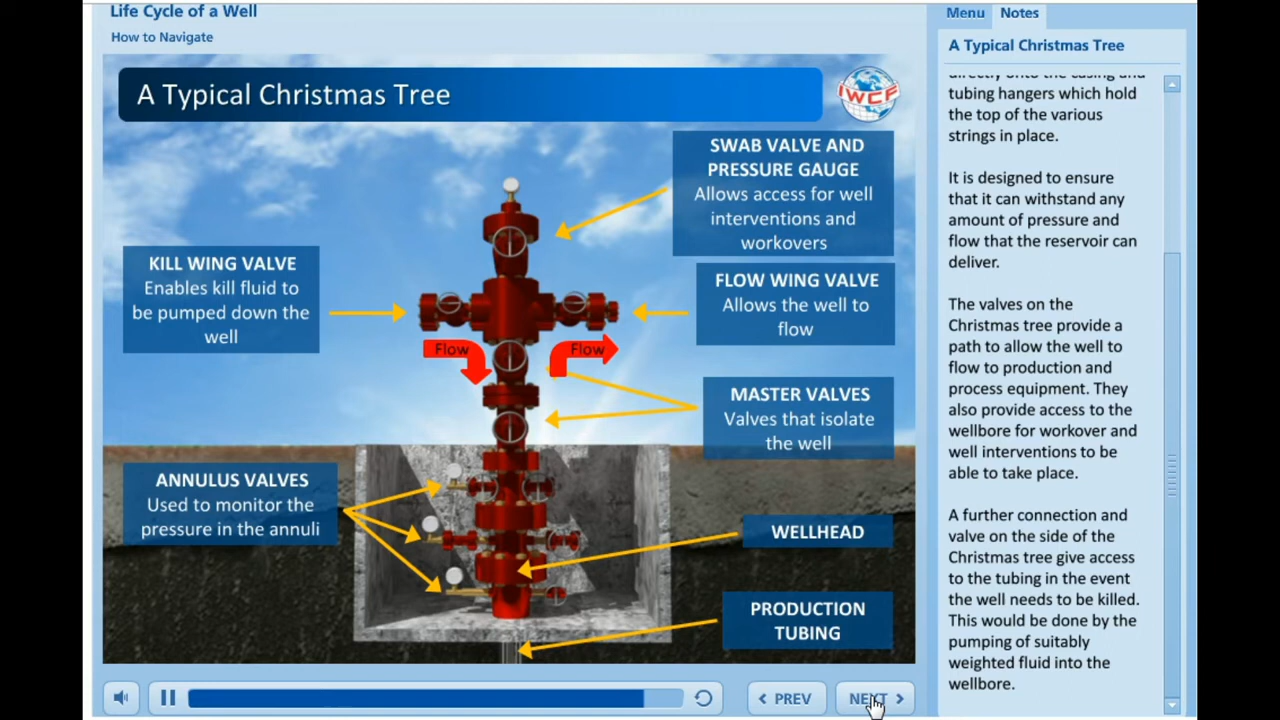 Life Cycle of a Well
How to Navigate
A Typical Christmas Tree
IWCF
SWAB VALVE AND
PRESSURE GAUGE
Allows access for well
interventions and
workovers
KILL WING VALVE
Enables kill fluid to
be pumped down the
well
FLOW WING VALVE
Allows the well to
flow
Flow
Flow
MASTER VALVES
Valves that isolate
the well
ANNULUS VALVES
Used to monitor the
pressure in the annuli
WELLHEAD
PRODUCTION
TUBING
PREV
NEXT
Menu Notes
A Typical Christmas Tree
directly onto the casing and
tubing hangers which hold
the top of the various
strings in place.
It is designed to ensure
that it can withstand any
amount of pressure and
flow that the reservoir can
deliver.
The valves on the
Christmas tree provide a
path to allow the well to
flow to production and
process equipment. They
also provide access to the
wellbore for workover and
well interventions to be
able to take place.
A further connection and
valve on the side of the
Christmas tree give access
to the tubing in the event
the well needs to be killed.
This would be done by the
pumping of suitably
weighted fluid into the
wellbore.